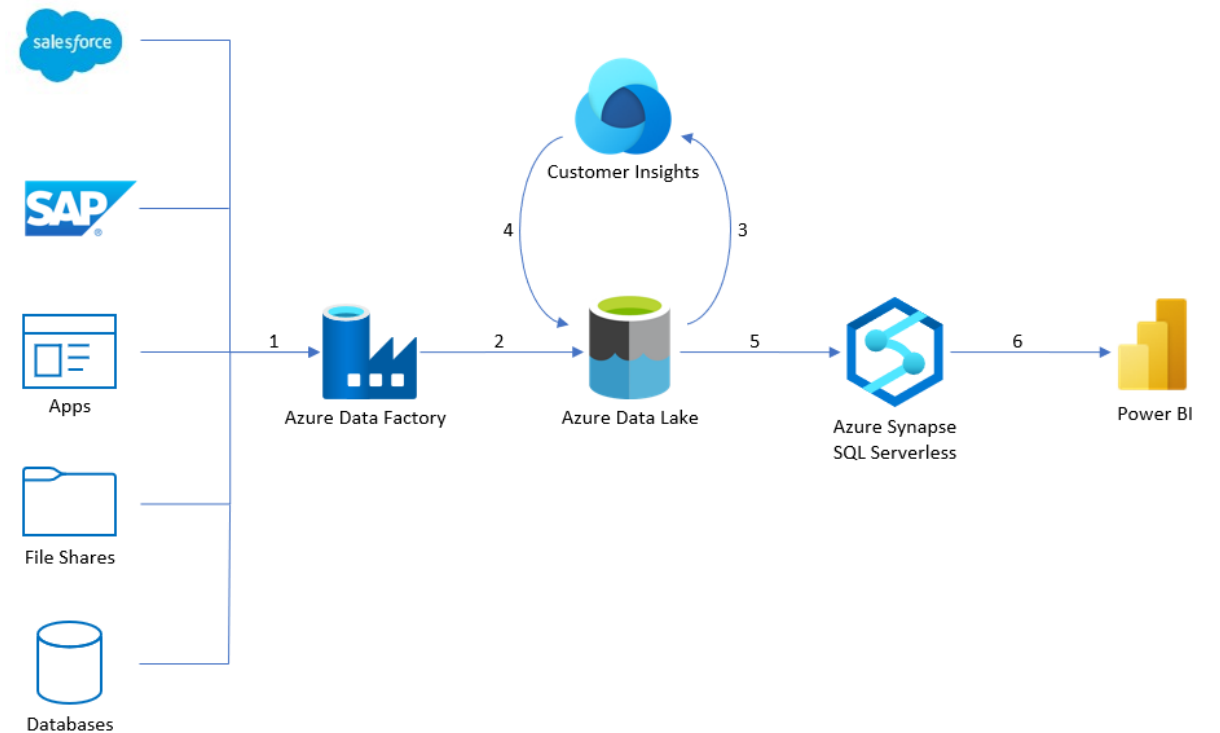 salesforce
Customer Insights
SAP
®
4
3
1
2
5
6
Apps
Azure Data Factory
Azure Data Lake
Azure Synapse
SQL Serverless
Power BI
File Shares
Databases